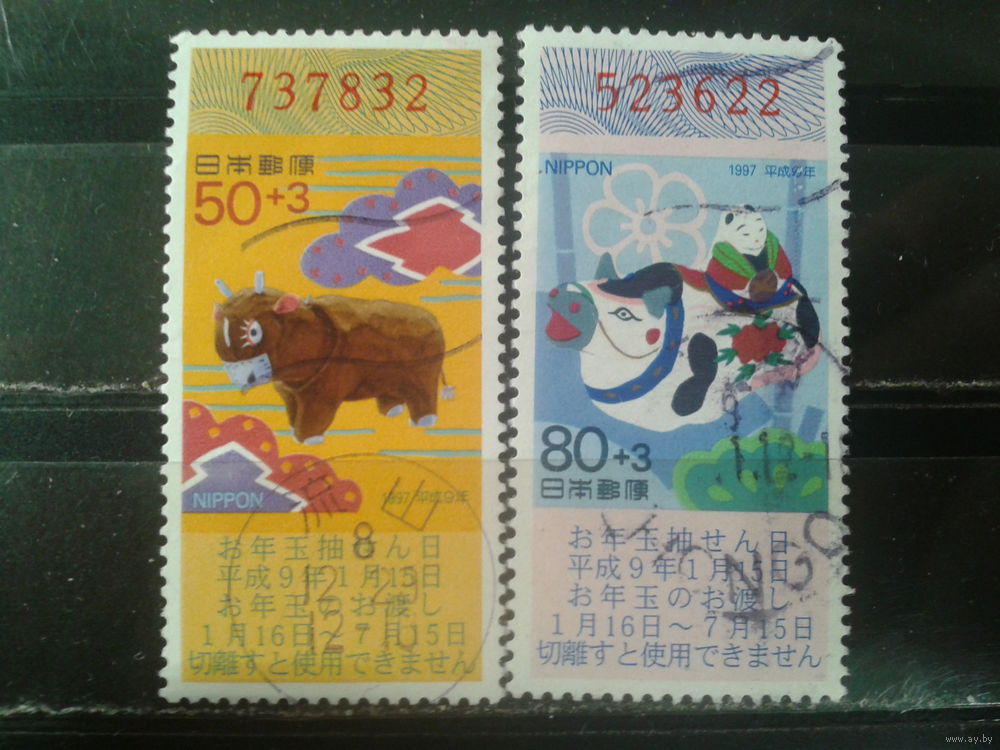 737832
日本郵便
50+3
NIPPON
1997 平成9年
お年玉抽せん日
平成9年1月15日
お年玉のお渡し
1月16日~7月15日
切離すと使用できません
8
523622
NIPPON
1997 平成9年
80+3
日本郵便
お年玉抽せん日
平成9年1月15日
お年玉のお渡し
1月16日~7月15日
切離すと使用できません
www.ay.by